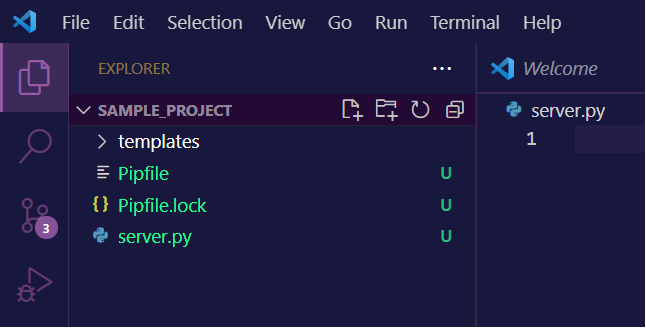 File Edit Selection View Go Run Terminal Help
EXPLORER ...
Welcome
SAMPLE_PROJECT
server.py
templates
1
Pipfile U
Pipfile.lock U
3
server.py U